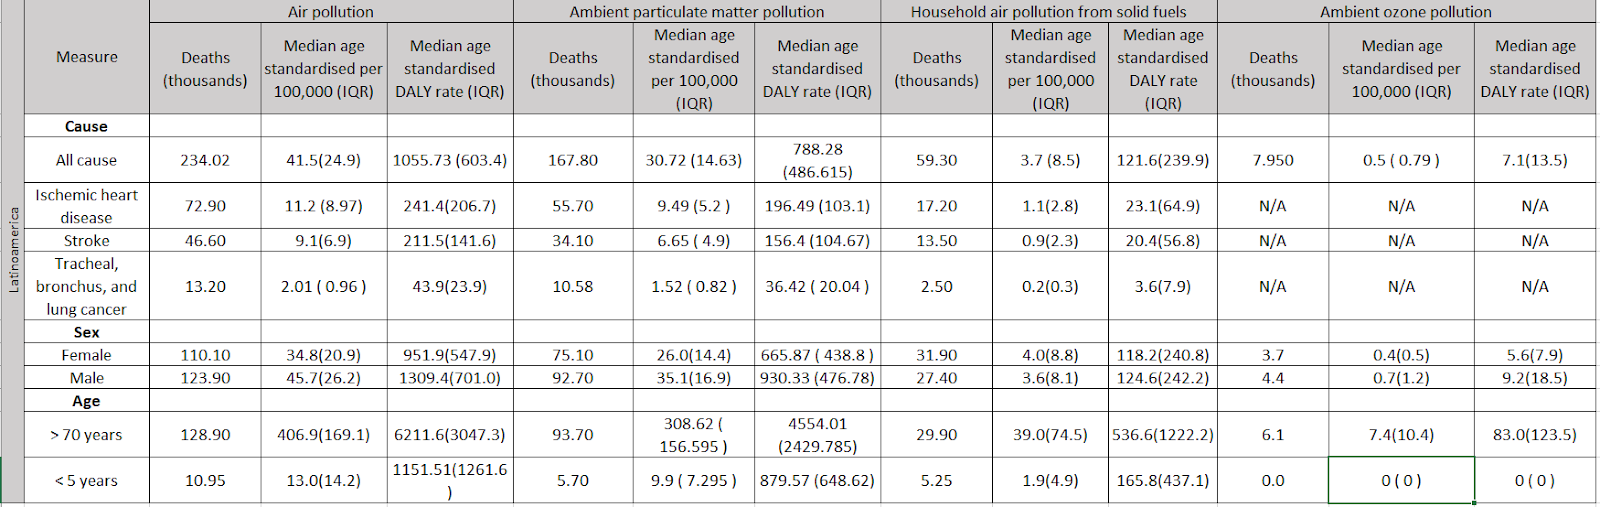 Latinoamerica
Measure | Air pollution | Ambient particulate matter pollution | Household air pollution from solid fuels | Ambient ozone pollution
Deaths (thousands) | Median age standardised per 100,000 (IQR) | Median age standardised DALY rate (IQR) | Deaths (thousands) | Median age standardised per 100,000 (IQR) | Median age standardised DALY rate (IQR) | Deaths (thousands) | Median age standardised per 100,000 (IQR) | Median age standardised DALY rate (IQR) | Deaths (thousands) | Median age standardised per 100,000 (IQR) | Median age standardised DALY rate (IQR)
Cause
All cause | 234.02 | 41.5(24.9) | 1055.73 (603.4) | 167.80 | 30.72 (14.63) | 788.28 (486.615) | 59.30 | 3.7 (8.5) | 121.6(239.9) | 7.950 | 0.5 ( 0.79 ) | 7.1(13.5)
Ischemic heart disease | 72.90 | 11.2 (8.97) | 241.4(206.7) | 55.70 | 9.49 (5.2 ) | 196.49 (103.1) | 17.20 | 1.1(2.8) | 23.1(64.9) | N/A | N/A | N/A
Stroke | 46.60 | 9.1(6.9) | 211.5(141.6) | 34.10 | 6.65 ( 4.9) | 156.4 (104.67) | 13.50 | 0.9(2.3) | 20.4(56.8) | N/A | N/A | N/A
Tracheal, bronchus, and lung cancer | 13.20 | 2.01 ( 0.96 ) | 43.9(23.9) | 10.58 | 1.52 ( 0.82 ) | 36.42 ( 20.04 ) | 2.50 | 0.2(0.3) | 3.6(7.9) | N/A | N/A | N/A
Sex
Female | 110.10 | 34.8(20.9) | 951.9(547.9) | 75.10 | 26.0(14.4) | 665.87 ( 438.8 ) | 31.90 | 4.0(8.8) | 118.2(240.8) | 3.7 | 0.4(0.5) | 5.6(7.9)
Male | 123.90 | 45.7(26.2) | 1309.4(701.0) | 92.70 | 35.1(16.9) | 930.33 (476.78) | 27.40 | 3.6(8.1) | 124.6(242.2) | 4.4 | 0.7(1.2) | 9.2(18.5)
Age
> 70 years | 128.90 | 406.9(169.1) | 6211.6(3047.3) | 93.70 | 308.62 ( 156.595 ) | 4554.01 (2429.785) | 29.90 | 39.0(74.5) | 536.6(1222.2) | 6.1 | 7.4(10.4) | 83.0(123.5)
< 5 years | 10.95 | 13.0(14.2) | 1151.51(1261.6 ) | 5.70 | 9.9 ( 7.295 ) | 879.57 (648.62) | 5.25 | 1.9(4.9) | 165.8(437.1) | 0.0 | 0 ( 0 ) | 0 ( 0 )